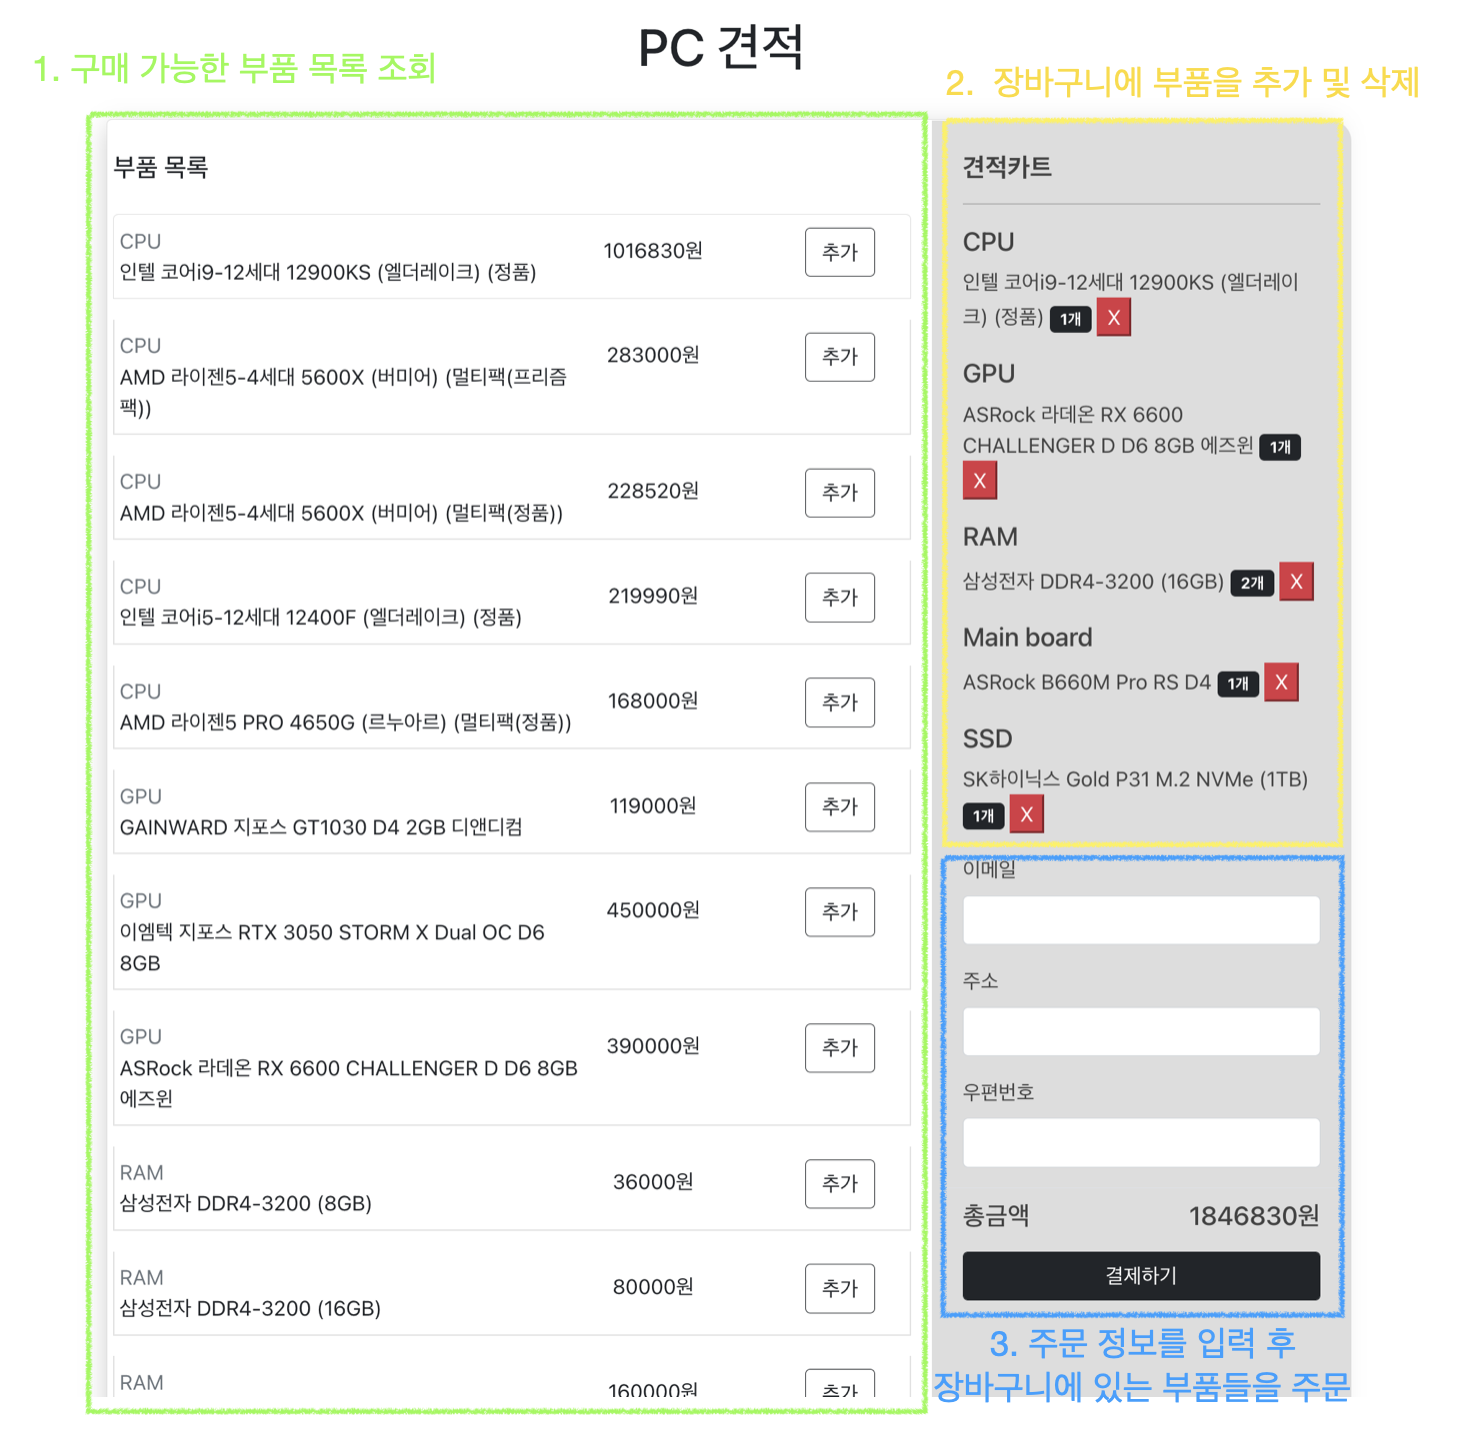 PC 견적
1. 구매 가능한 부품 목록 조회
2. 장바구니에 부품을 추가 및 삭제
부품 목록
CPU
인텔 코어i9-12세대 12900KS (엘더레이크) (정품)
1016830원
추가
CPU
AMD 라이젠5-4세대 5600X (버미어) (멀티팩(프리즘
팩))
283000원
추가
CPU
AMD 라이젠5-4세대 5600X (버미어) (멀티팩(정품))
228520원
추가
CPU
인텔 코어i5-12세대 12400F (엘더레이크) (정품)
219990원
추가
CPU
AMD 라이젠5 PRO 4650G (르누아르) (멀티팩(정품))
168000원
추가
GPU
GAINWARD 지포스 GT1030 D4 2GB 디앤디컴
119000원
추가
GPU
이엠텍 지포스 RTX 3050 STORM X Dual OC D6
8GB
450000원
추가
GPU
ASRock 라데온 RX 6600 CHALLENGER D D6 8GB
에즈윈
390000원
추가
RAM
삼성전자 DDR4-3200 (8GB)
36000원
추가
RAM
삼성전자 DDR4-3200 (16GB)
80000원
추가
RAM
160000원
추가
견적카트
CPU
인텔 코어i9-12세대 12900KS (엘더레이
크) (정품) 1개 X
GPU
ASRock 라데온 RX 6600
CHALLENGER D D6 8GB 에즈윈 1개
X
RAM
삼성전자 DDR4-3200 (16GB) 2개 X
Main board
ASRock B660M Pro RS D4 1개 X
SSD
SK하이닉스 Gold P31 M.2 NVMe (1TB)
1개 X
이메일
주소
우편번호
총금액 1846830원
결제하기
3. 주문 정보를 입력 후
장바구니에 있는 부품들을 주문